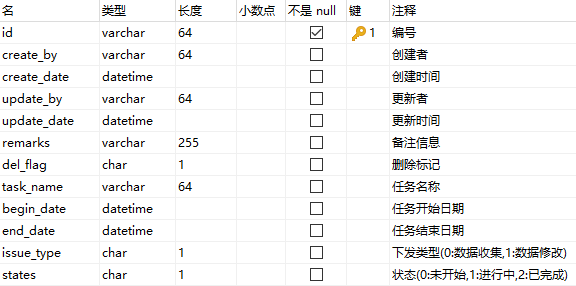 名 类型 长度 小数点 不是 null 键 注释
id varchar 64 1 编号
create_by varchar 64 创建者
create_date datetime 创建时间
update_by varchar 64 更新者
update_date datetime 更新时间
remarks varchar 255 备注信息
del_flag char 1 删除标记
task_name varchar 64 任务名称
begin_date datetime 任务开始日期
end_date datetime 任务结束日期
issue_type char 1 下发类型(0:数据收集,1:数据修改)
states char 1 状态(0:未开始,1:进行中,2:已完成)